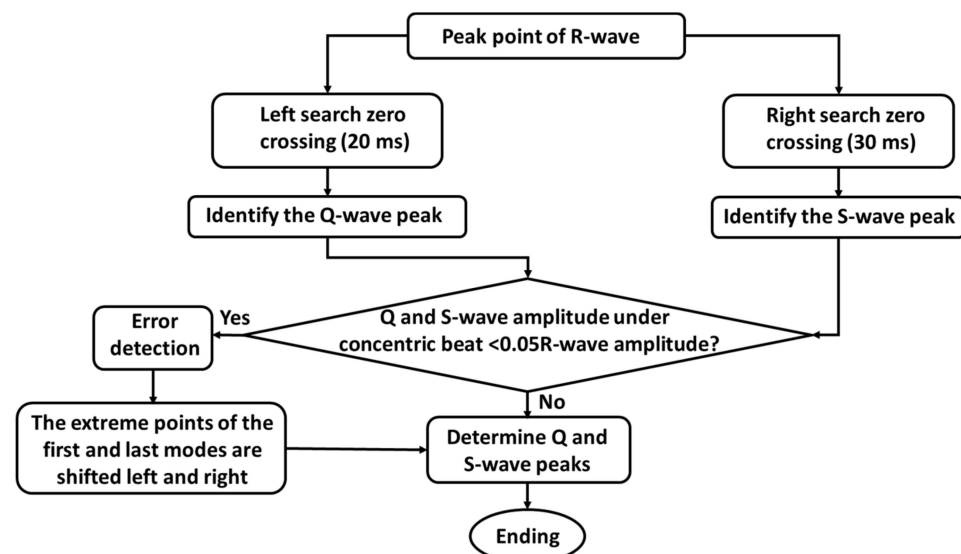 Peak point of R-wave
Left search zero
crossing (20 ms)
Right search zero
crossing (30 ms)
Identify the Q-wave peak
Identify the S-wave peak
Q and S-wave amplitude under
concentric beat <0.05R-wave amplitude?
Yes
Error
detection
No
The extreme points of the
first and last modes are
shifted left and right
Determine Q and
S-wave peaks
Ending